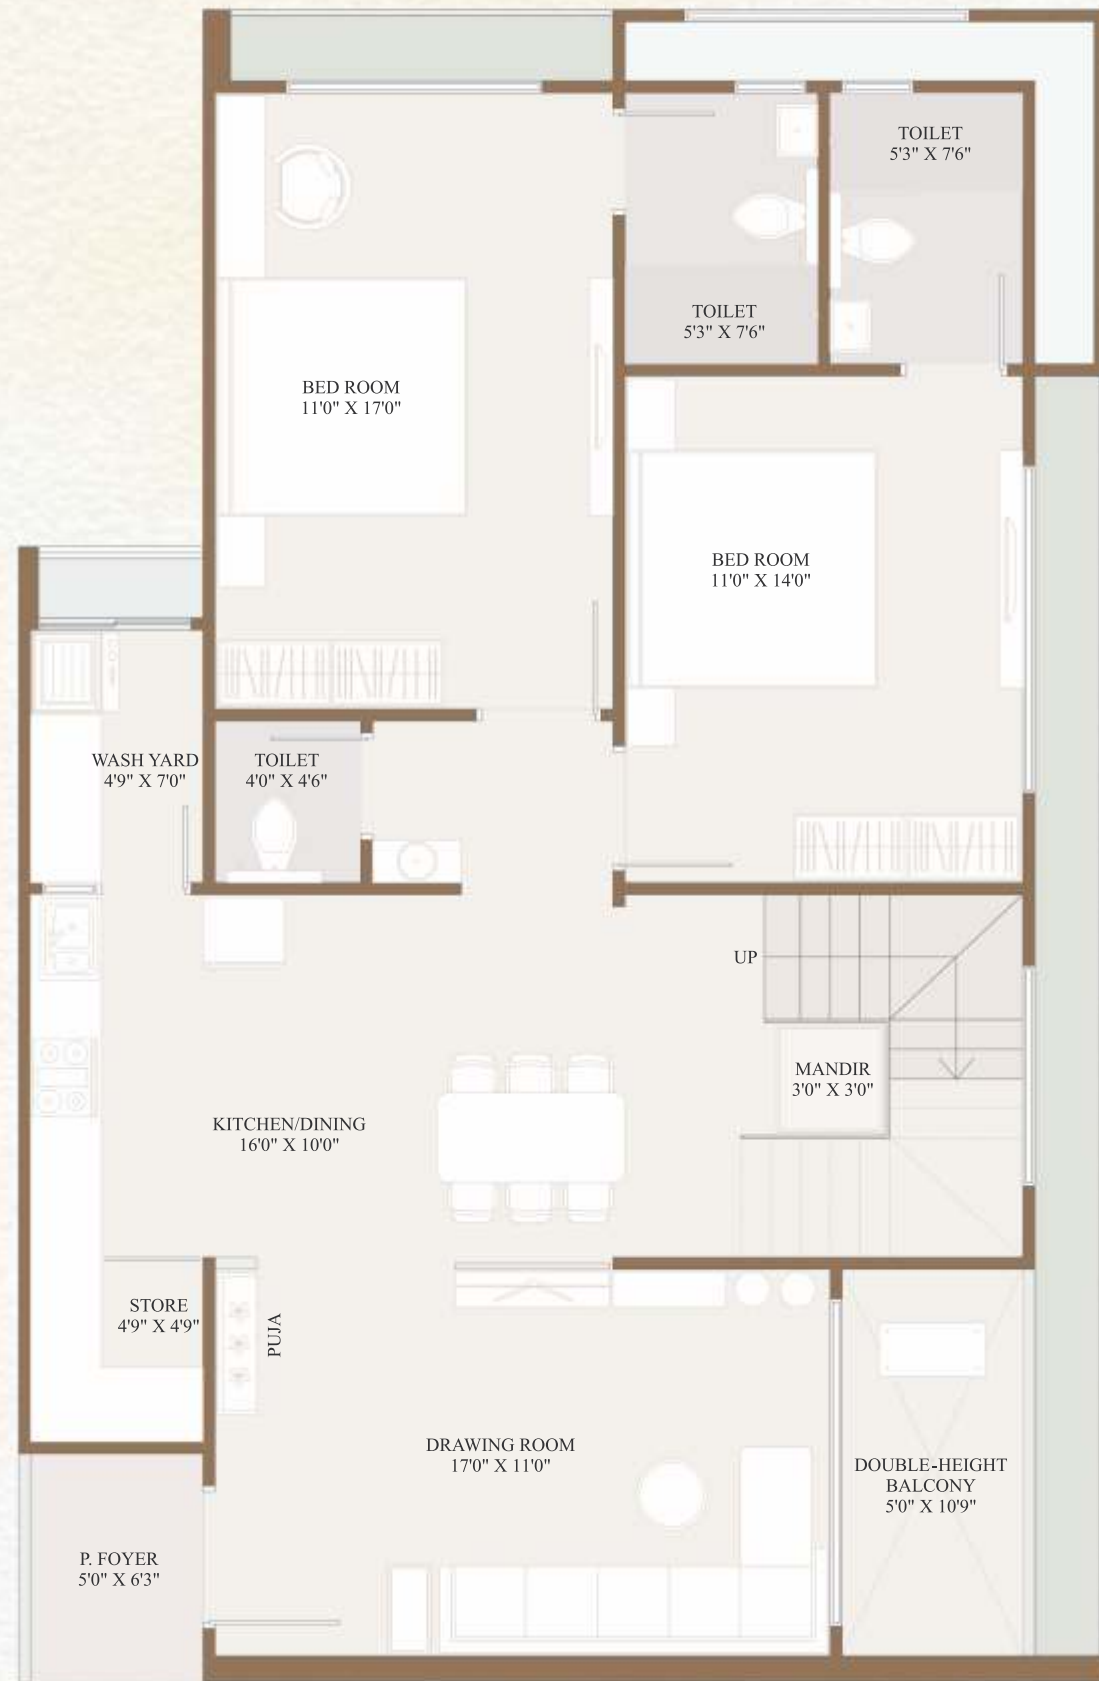 TOILET
5'3" X 7'6"
TOILET
5'3" X 7'6"
BED ROOM
11'0" X 17'0"
BED ROOM
11'0" X 14'0"
WASH YARD
4'9" X 7'0"
TOILET
4'0" X 4'6"
UP
MANDIR
3'0" X 3'0"
KITCHEN/DINING
16'0" X 10'0"
STORE
4'9" X 4'9"
PUJA
DRAWING ROOM
17'0" X 11'0"
DOUBLE-HEIGHT
BALCONY
5'0" X 10'9"
P. FOYER
5'0" X 6'3"